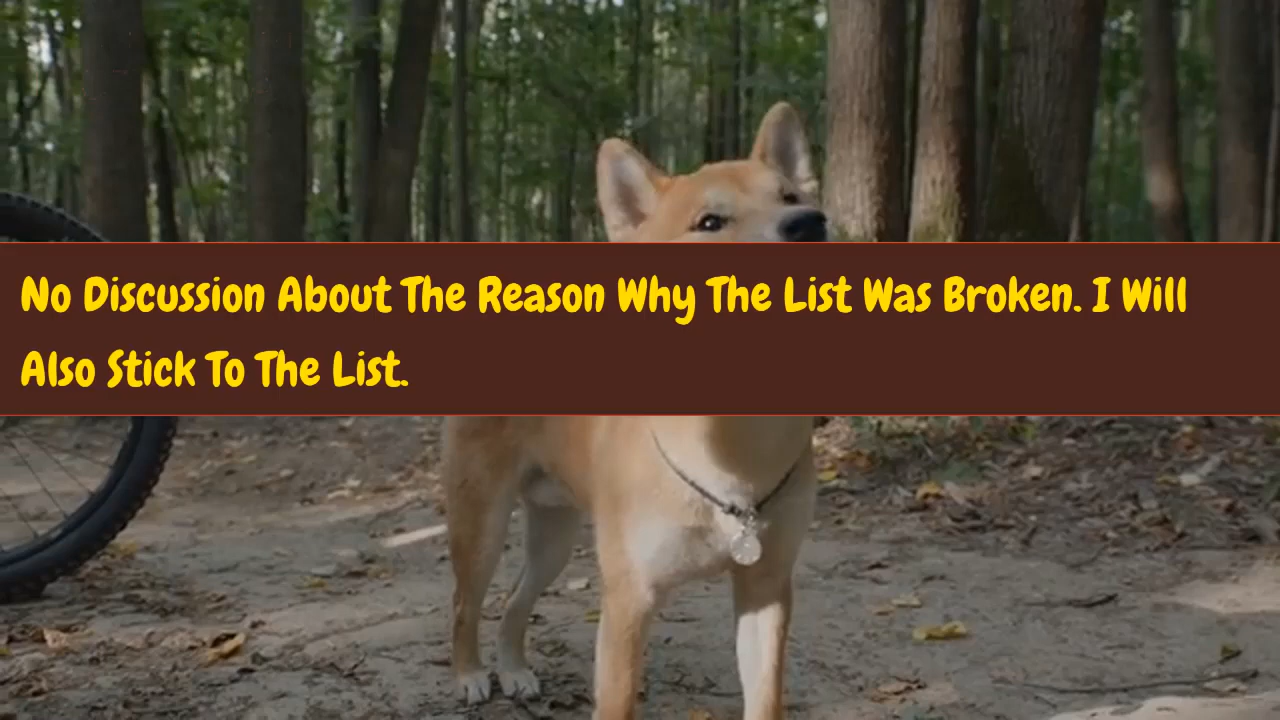 No Discussion About The Reason Why The List Was Broken. I Will
Also Stick To The List.